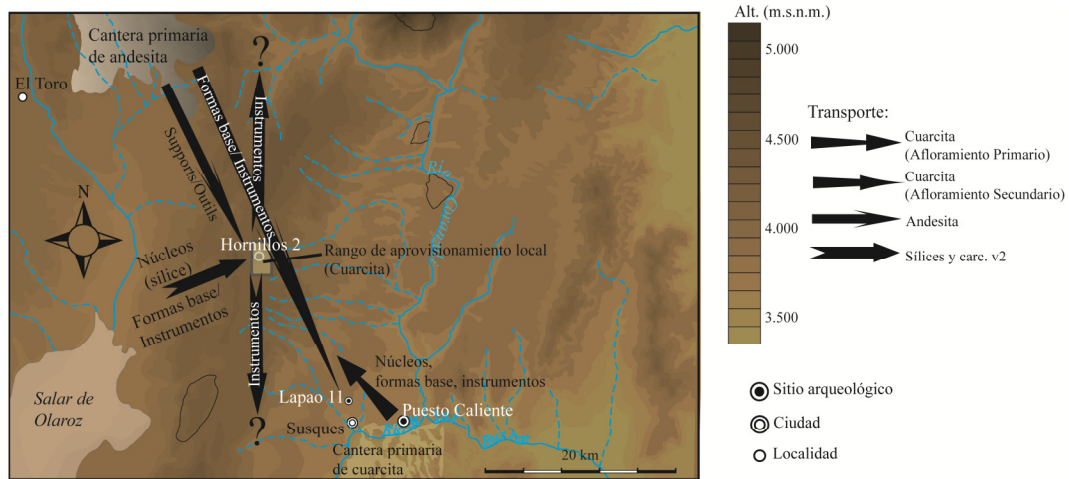 Cantera primaria
de andesita
El Toro
?
Formas base/ Instrumentos
Instrumentos
Supports/Outils
N
Río
Hornillos 2
Núcleos
(sílice)
Rango de aprovisionamiento local
(Cuarcita)
Formas base/
Instrumentos
Instrumentos
Núcleos,
formas base, instrumentos
Salar de
Olaroz
Lapao 11
Puesto Caliente
Susques
?
Cantera primaria
de cuarcita
20 km
Alt. (m.s.n.m.)
5.000
4.500
4.000
3.500
Transporte:
Cuarcita
(Afloramiento Primario)
Cuarcita
(Afloramiento Secundario)
Andesita
Sílices y carc. v2
Sitio arqueológico
Ciudad
Localidad